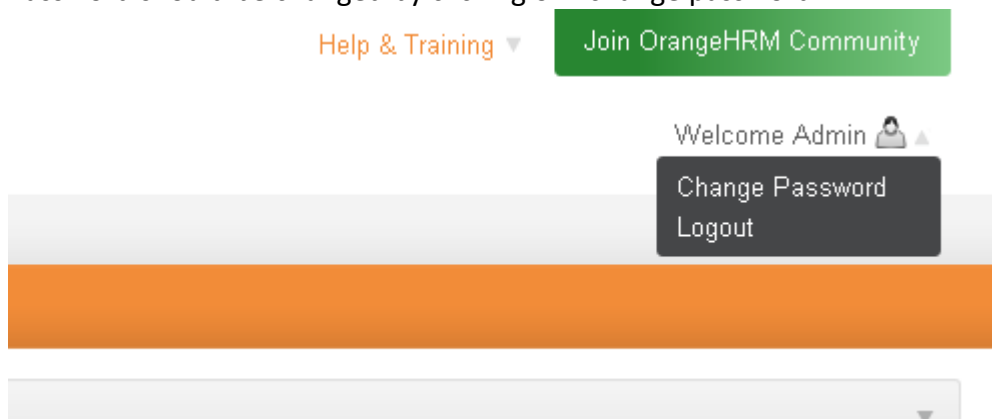 Help & Training
Join OrangeHRM Community
Welcome Admin
Change Password
Logout